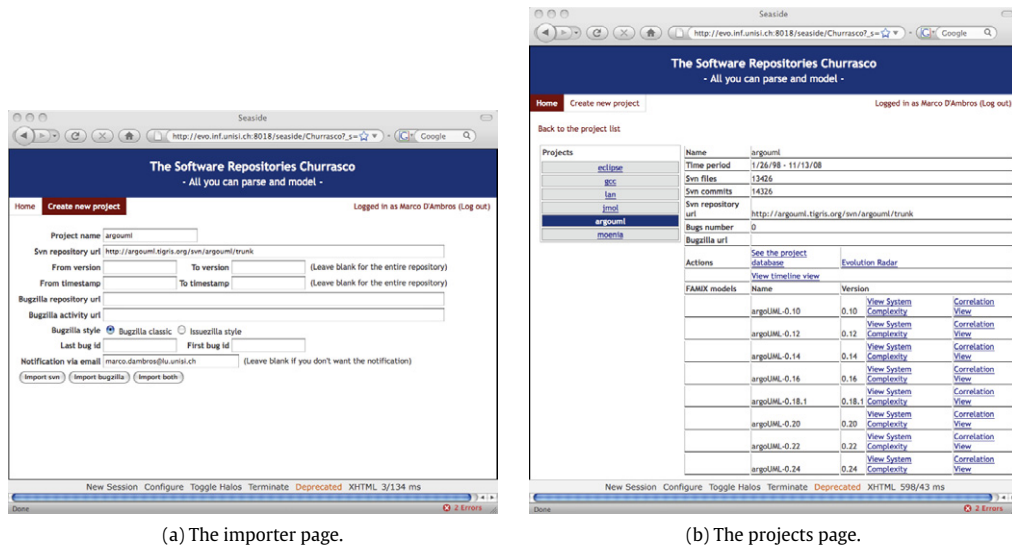 Seaside
http://evo.inf.unisi.ch:8018/seaside/Churrasco?_s=
Google
The Software Repositories Churrasco
- All you can parse and model -
Home Create new project Logged in as Marco D'Ambros (Log out)
Project name argouml
Svn repository url http://argouml.tigris.org/svn/argouml/trunk
From version To version (Leave blank for the entire repository)
From timestamp To timestamp (Leave blank for the entire repository)
Bugzilla repository url
Bugzilla activity url
Bugzilla style Bugzilla classic Issuezilla style
Last bug id First bug id
Notification via email marco.dambros@lu.unisi.ch (Leave blank if you don't want the notification)
Import svn Import bugzilla Import both
New Session Configure Toggle Halos Terminate Deprecated XHTML 3/134 ms
Done 2 Errors
(a) The importer page.
Seaside
http://evo.inf.unisi.ch:8018/seaside/Churrasco?_s=
Google
The Software Repositories Churrasco
- All you can parse and model -
Home Create new project Logged in as Marco D'Ambros (Log out)
Back to the project list
Projects
eclipse
gcc
lan
jmol
argouml
moenia
Name argouml
Time period 1/26/98 - 11/13/08
Svn files 13426
Svn commits 14326
Svn repository url http://argouml.tigris.org/svn/argouml/trunk
Bugs number 0
Bugzilla url
Actions See the project database Evolution Radar
View timeline view
FAMIX models Name Version
argoUML-0.10 0.10 View System Complexity Correlation View
argoUML-0.12 0.12 View System Complexity Correlation View
argoUML-0.14 0.14 View System Complexity Correlation View
argoUML-0.16 0.16 View System Complexity Correlation View
argoUML-0.18.1 0.18.1 View System Complexity Correlation View
argoUML-0.20 0.20 View System Complexity Correlation View
argoUML-0.22 0.22 View System Complexity Correlation View
argoUML-0.24 0.24 View System Complexity Correlation View
New Session Configure Toggle Halos Terminate Deprecated XHTML 598/43 ms
Done 2 Errors
(b) The projects page.